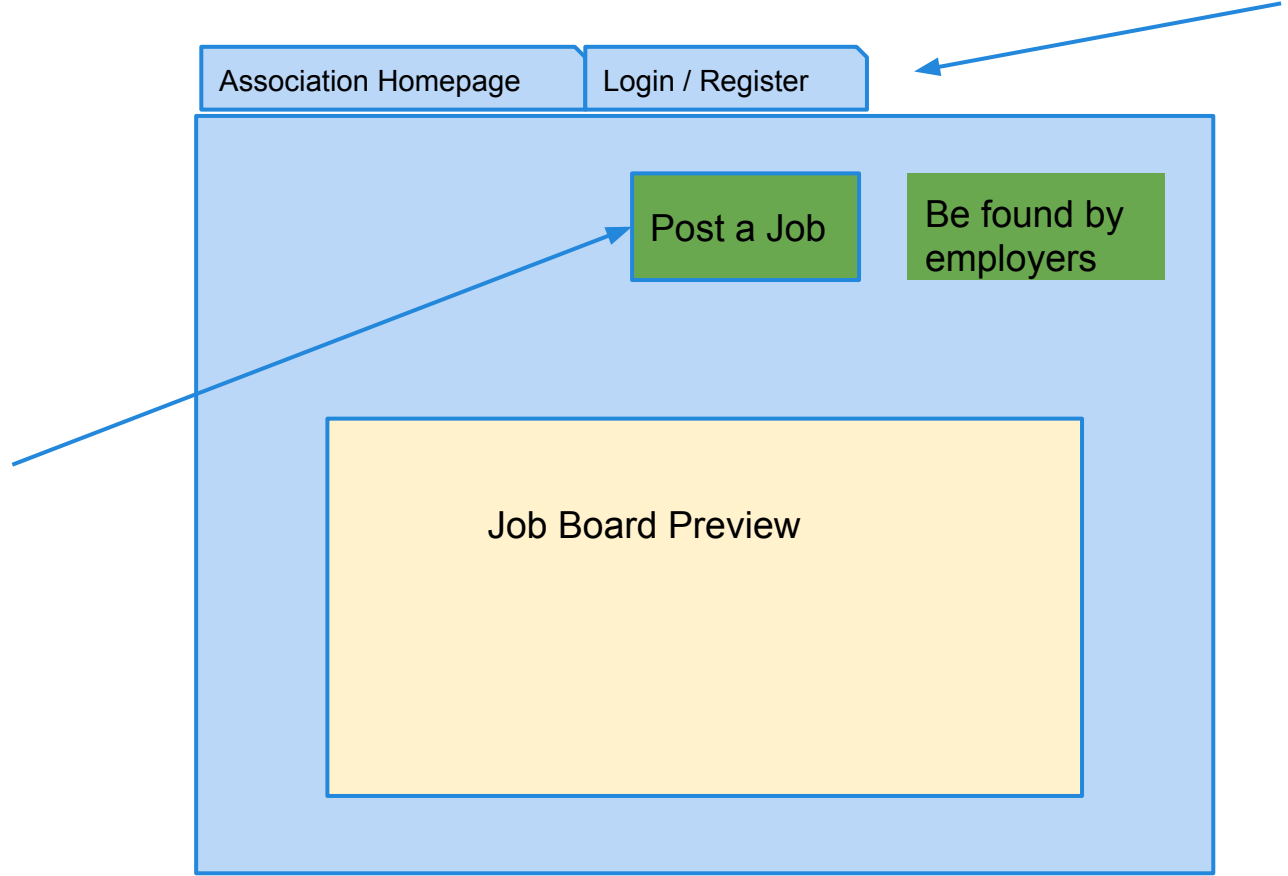 Association Homepage
Login / Register
Post a Job
Be found by
employers
Job Board Preview